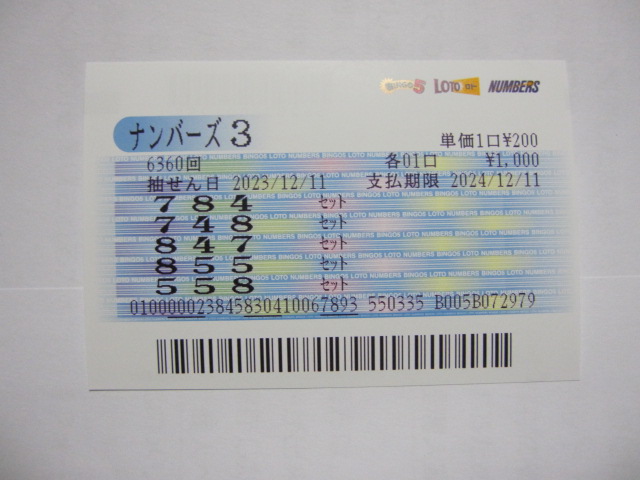 BINGO5 LOTO ロト NUMBERS
ナンバーズ3 単価1口¥200
6360回 各01口 ¥1,000
抽せん日 2023/12/11 支払期限 2024/12/11
784 セット
748 セット
847 セット
855 セット
558 セット
010000023845830410067893 550335 B005B072979